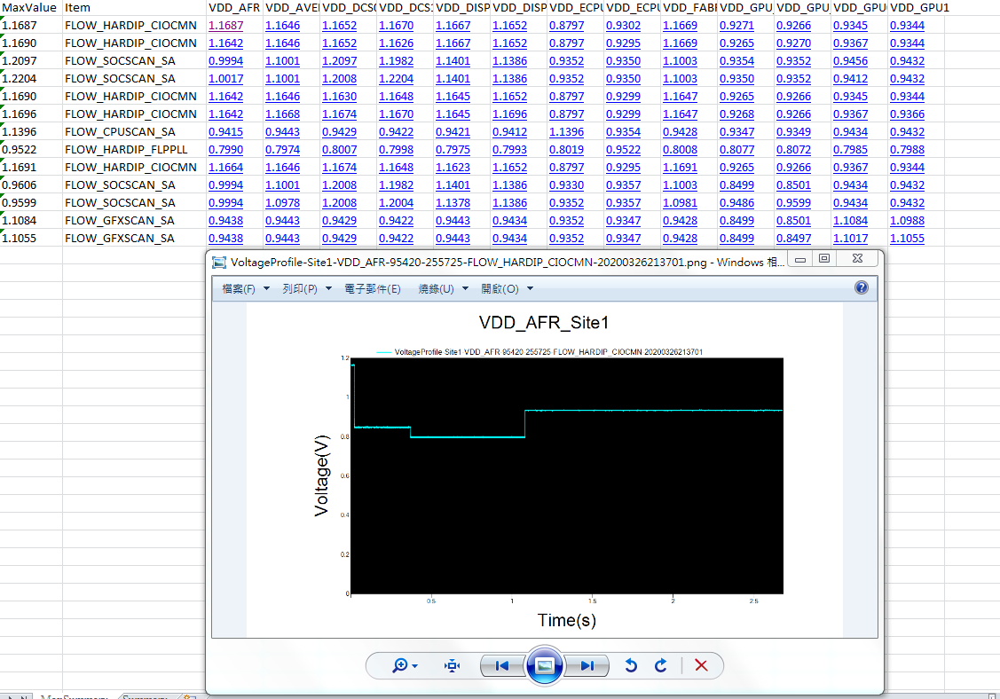 MaxValue Item VDD_AFR VDD_AVE VDD_DCS0 VDD_DCS1 VDD_DISP VDD_DISP VDD_ECPU VDD_ECPU VDD_FABR VDD_GPU_ VDD_GPU_ VDD_GPU0 VDD_GPU1
1.1687 FLOW_HARDIP_CIOCMN 1.1687 1.1646 1.1652 1.1670 1.1667 1.1652 0.8797 0.9302 1.1669 0.9271 0.9266 0.9345 0.9344
1.1690 FLOW_HARDIP_CIOCMN 1.1642 1.1646 1.1652 1.1626 1.1667 1.1652 0.8797 0.9295 1.1669 0.9265 0.9270 0.9367 0.9344
1.2097 FLOW_SOCSCAN_SA 0.9994 1.1001 1.2097 1.1982 1.1401 1.1386 0.9352 0.9350 1.1003 0.9354 0.9352 0.9456 0.9432
1.2204 FLOW_SOCSCAN_SA 1.0017 1.1001 1.2008 1.2204 1.1401 1.1386 0.9352 0.9350 1.1003 0.9350 0.9352 0.9412 0.9432
1.1690 FLOW_HARDIP_CIOCMN 1.1642 1.1646 1.1630 1.1648 1.1645 1.1652 0.8797 0.9299 1.1647 0.9265 0.9266 0.9345 0.9344
1.1696 FLOW_HARDIP_CIOCMN 1.1642 1.1668 1.1674 1.1670 1.1645 1.1696 0.8797 0.9299 1.1647 0.9268 0.9266 0.9367 0.9366
1.1396 FLOW_CPUSCAN_SA 0.9415 0.9443 0.9429 0.9422 0.9421 0.9412 1.1396 0.9354 0.9428 0.9347 0.9349 0.9434 0.9432
0.9522 FLOW_HARDIP_FLPPLL 0.7990 0.7974 0.8007 0.7998 0.7975 0.7993 0.8019 0.9522 0.8008 0.8077 0.8072 0.7985 0.7988
1.1691 FLOW_HARDIP_CIOCMN 1.1664 1.1646 1.1674 1.1648 1.1623 1.1652 0.8797 0.9295 1.1691 0.9265 0.9266 0.9367 0.9344
0.9606 FLOW_SOCSCAN_SA 0.9994 1.1001 1.2008 1.1982 1.1401 1.1386 0.9330 0.9357 1.1003 0.8499 0.8501 0.9434 0.9432
0.9599 FLOW_SOCSCAN_SA 0.9994 1.0978 1.2008 1.2004 1.1378 1.1386 0.9352 0.9357 1.0981 0.9486 0.9599 0.9434 0.9432
1.1084 FLOW_GFXSCAN_SA 0.9438 0.9443 0.9429 0.9422 0.9443 0.9434 0.9352 0.9347 0.9428 0.8499 0.8501 1.1084 1.0988
1.1055 FLOW_GFXSCAN_SA 0.9438 0.9443 0.9429 0.9422 0.9443 0.9434 0.9352 0.9347 0.9428 0.8499 0.8497 1.1017 1.1055
VoltageProfile-Site1-VDD_AFR-95420-255725-FLOW_HARDIP_CIOCMN-20200326213701.png - Windows 相...
檔案(F) 列印(P) 電子郵件(E) 燒錄(U) 開啟(O)
VDD_AFR_Site1
VoltageProfile-Site1-VDD_AFR-95420-255725-FLOW_HARDIP_CIOCMN-20200326213701
1.2
1
0.8
0.6
0.4
0.2
0
Voltage(V)
0.5 1 1.5 2 2.5
Time(s)